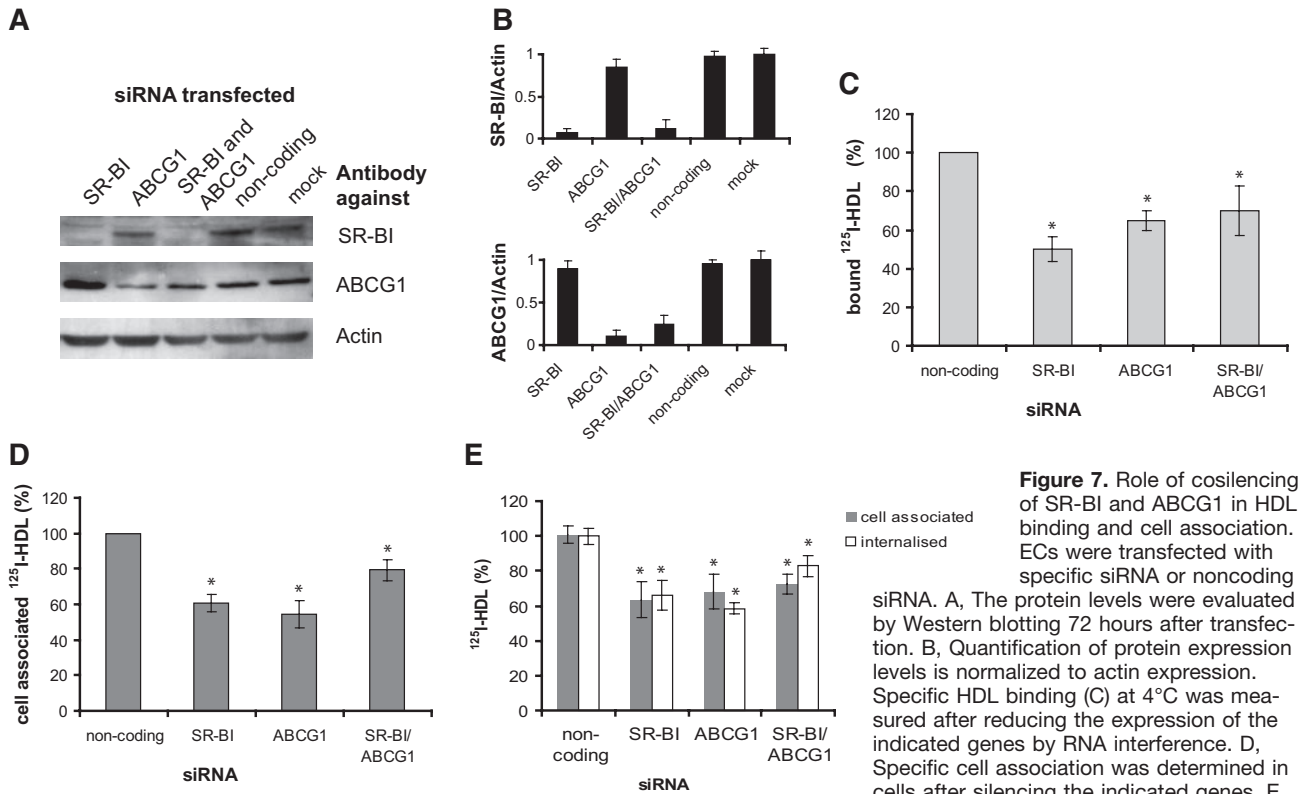 A
siRNA transfected
SR-BI
ABCG1
SR-BI and
ABCG1
non-coding
mock
Antibody
against
SR-BI
ABCG1
Actin
B
SR-BI/Actin
1
0.5
0
SR-BI
ABCG1
SR-BI/ABCG1
non-coding
mock
ABCG1/Actin
1
0.5
0
SR-BI
ABCG1
SR-BI/ABCG1
non-coding
mock
C
bound ¹²⁵I-HDL (%)
120
100
80
60
40
20
0
*
*
*
non-coding
SR-BI
ABCG1
SR-BI/
ABCG1
siRNA
D
cell associated ¹²⁵I-HDL (%)
120
100
80
60
40
20
0
*
*
*
non-coding
SR-BI
ABCG1
SR-BI/
ABCG1
siRNA
E
¹²⁵I-HDL (%)
120
100
80
60
40
20
0
* *
* *
* *
non-
coding
SR-BI
ABCG1
SR-BI/
ABCG1
siRNA
cell associated
internalised
Figure 7. Role of cosilencing
of SR-BI and ABCG1 in HDL
binding and cell association.
ECs were transfected with
specific siRNA or noncoding
siRNA. A, The protein levels were evaluated
by Western blotting 72 hours after transfec-
tion. B, Quantification of protein expression
levels is normalized to actin expression.
Specific HDL binding (C) at 4°C was mea-
sured after reducing the expression of the
indicated genes by RNA interference. D,
Specific cell association was determined in
cells after silencing the indicated genes. E,